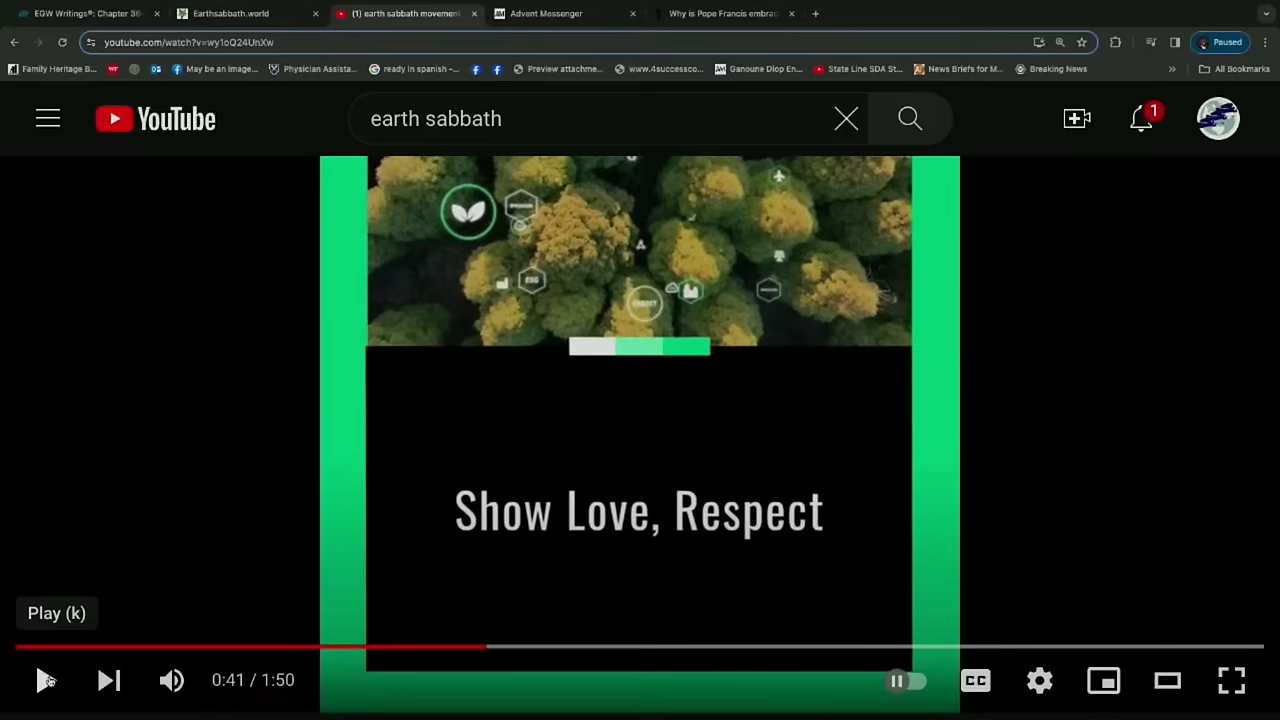 EGW Writings®: Chapter 36-
Earthsabbath.world
(1) earth sabbath movement
Advent Messenger
Why is Pope Francis embrac
youtube.com/watch?v=wy1oQ24UnXw
Paused
Family Heritage B...
May be an image...
Physician Assista...
ready in spanish –...
Preview attachme...
www.4successco...
Ganoune Diop En...
State Line SDA St...
News Briefs for M...
Breaking News
All Bookmarks
YouTube
earth sabbath
1
ESG
CREDIT
Show Love, Respect
Play (k)
0:41 / 1:50
CC